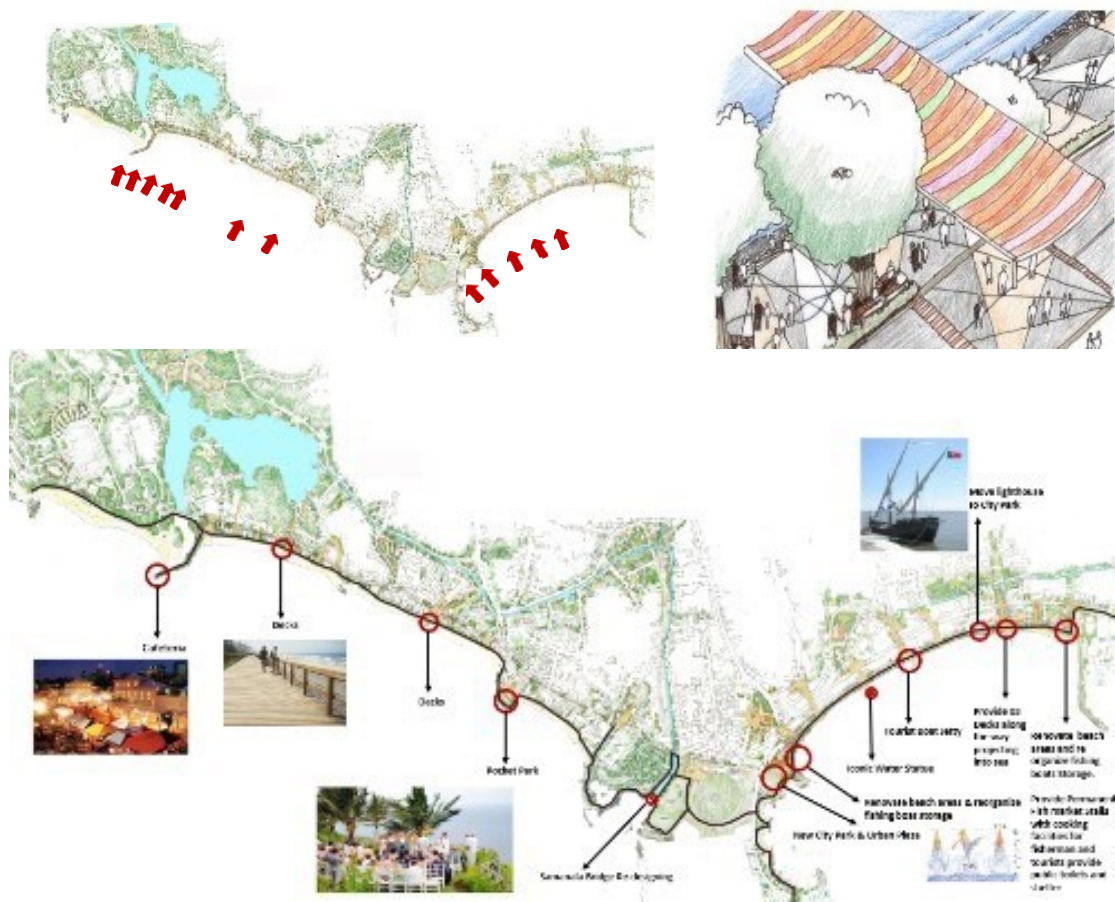 Move lighthouse
to City Park
Cafeteria
Decks
Decks
Pocket Park
Samanala Bridge Re-designing
New City Park & Urban Plaza
Renovate beach areas & reorganize
fishing boat storage
Iconic Water Statue
Tourist Boat Jetty
Provide
Decks along
the way
projecting
into sea
Renovate beach
areas and re
organize fishing
boats storage.
Provide Permanent
Fish market stalls
with cooking
facilities for
fisherman and
tourists provide
public toilets and
shelter